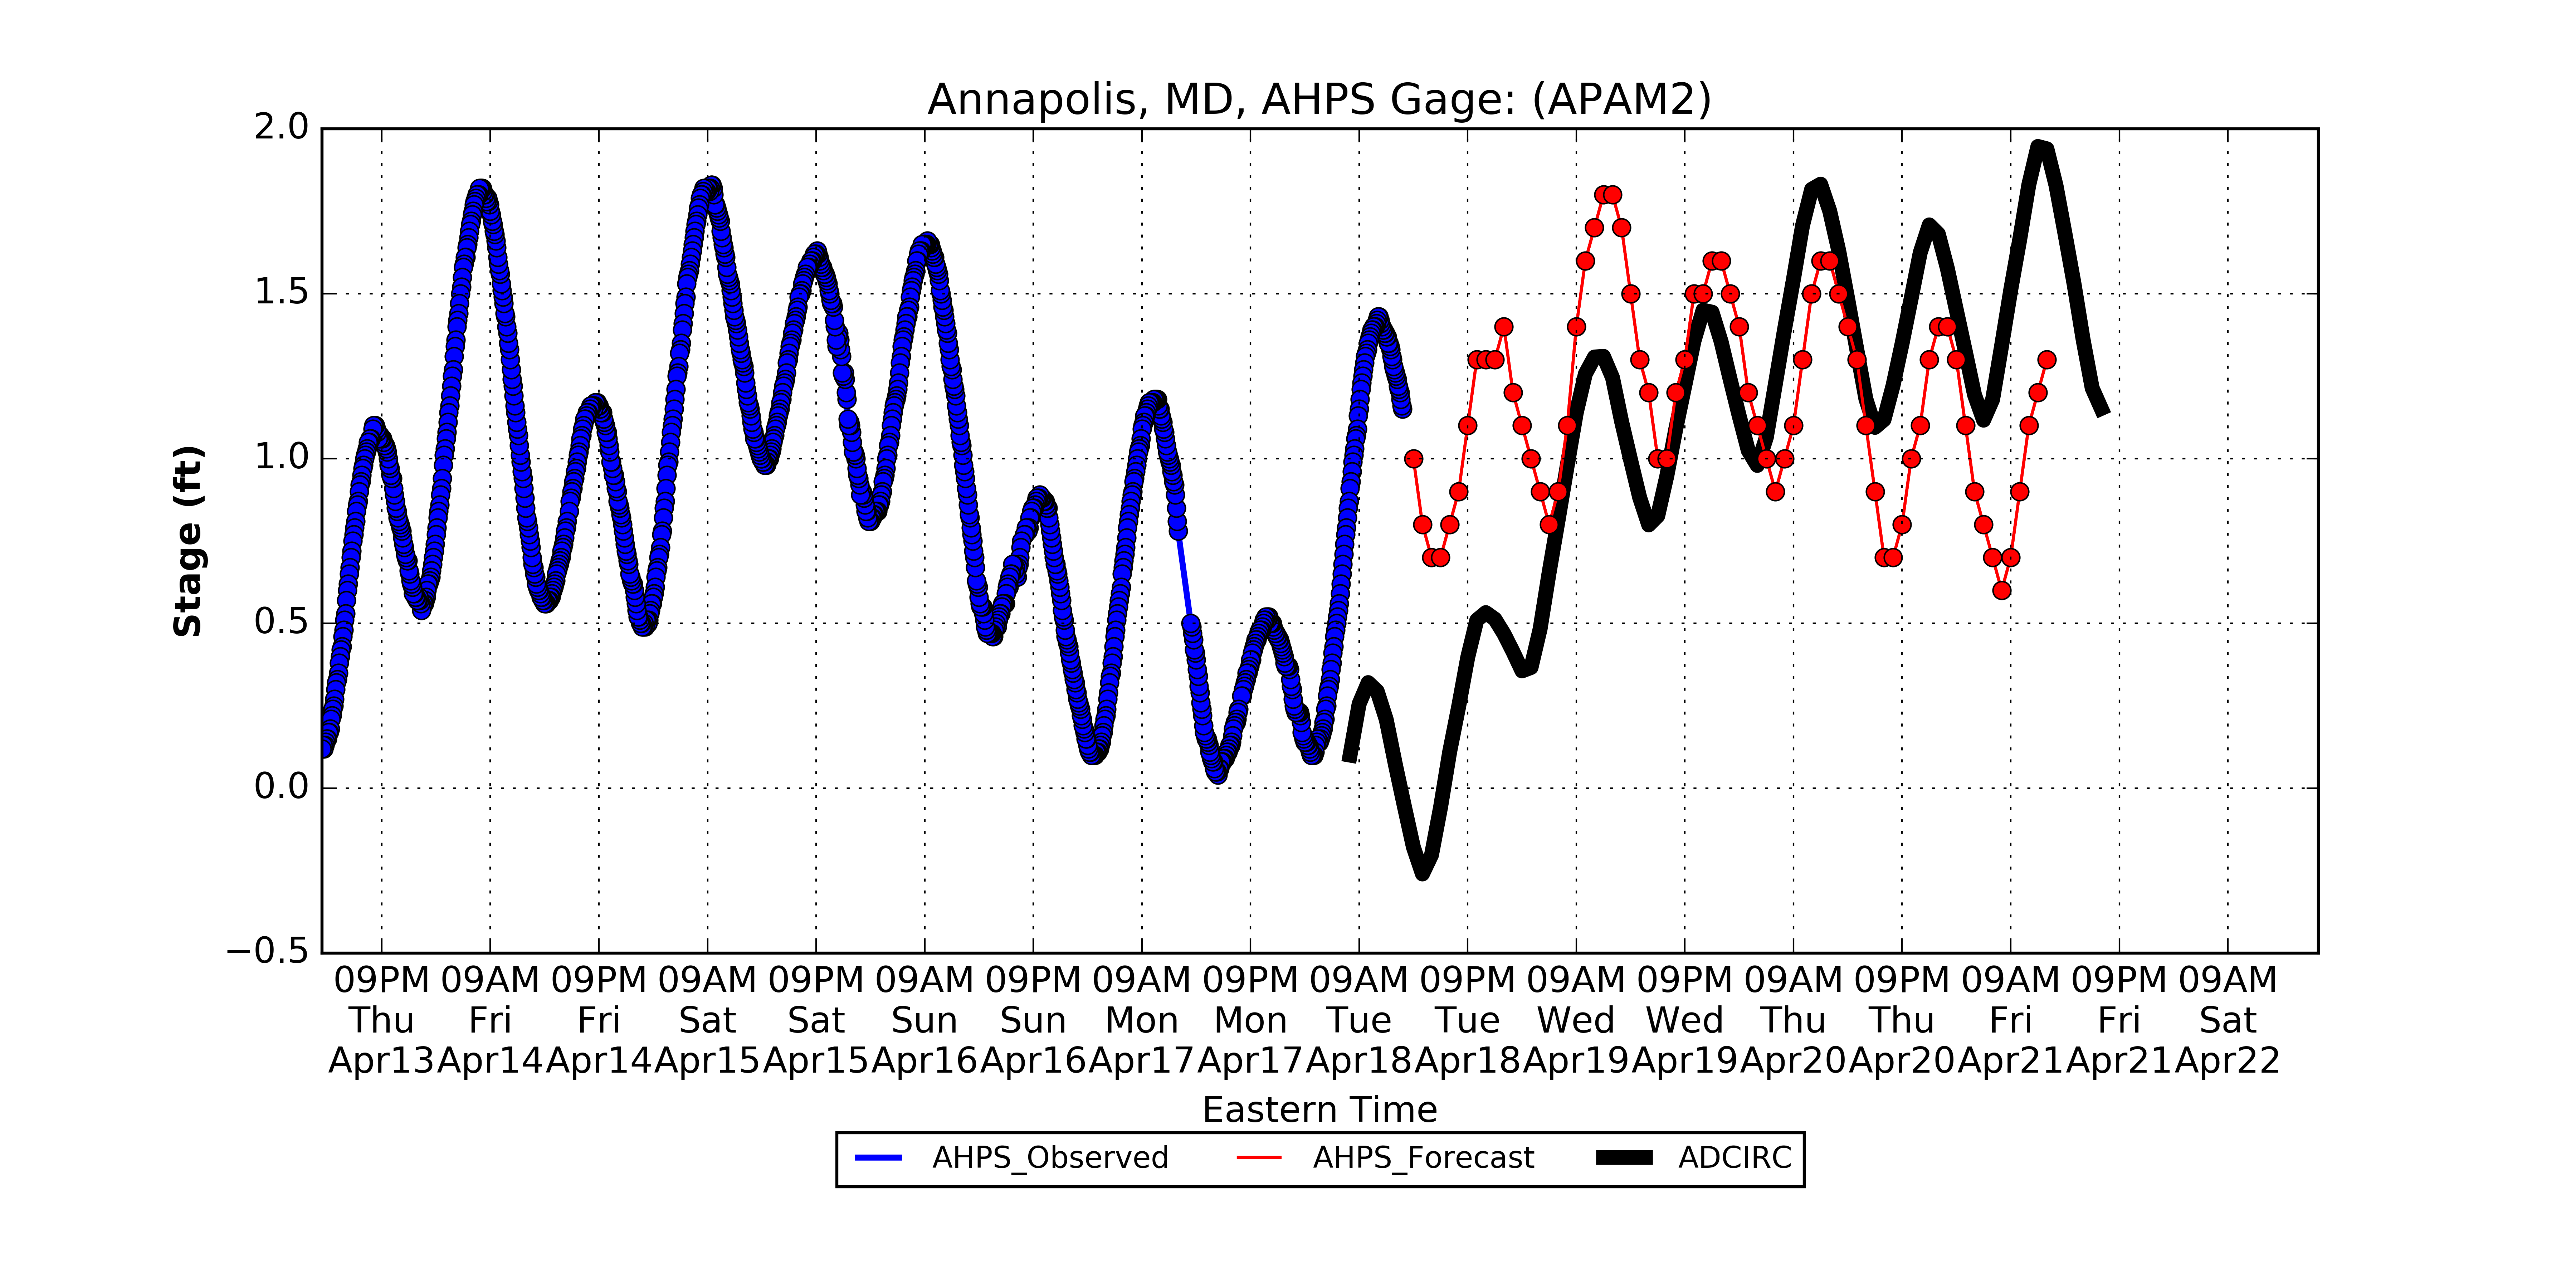 Annapolis, MD, AHPS Gage: (APAM2)
2.0
1.5
1.0
0.5
0.0
−0.5
Stage (ft)
09PM 09AM 09PM 09AM 09PM 09AM 09PM 09AM 09PM 09AM 09PM 09AM 09PM 09AM 09PM 09AM 09PM 09AM
Thu Fri Fri Sat Sat Sun Sun Mon Mon Tue Tue Wed Wed Thu Thu Fri Fri Sat
Apr13 Apr14 Apr14 Apr15 Apr15 Apr16 Apr16 Apr17 Apr17 Apr18 Apr18 Apr19 Apr19 Apr20 Apr20 Apr21 Apr21 Apr22
Eastern Time
AHPS_Observed AHPS_Forecast ADCIRC